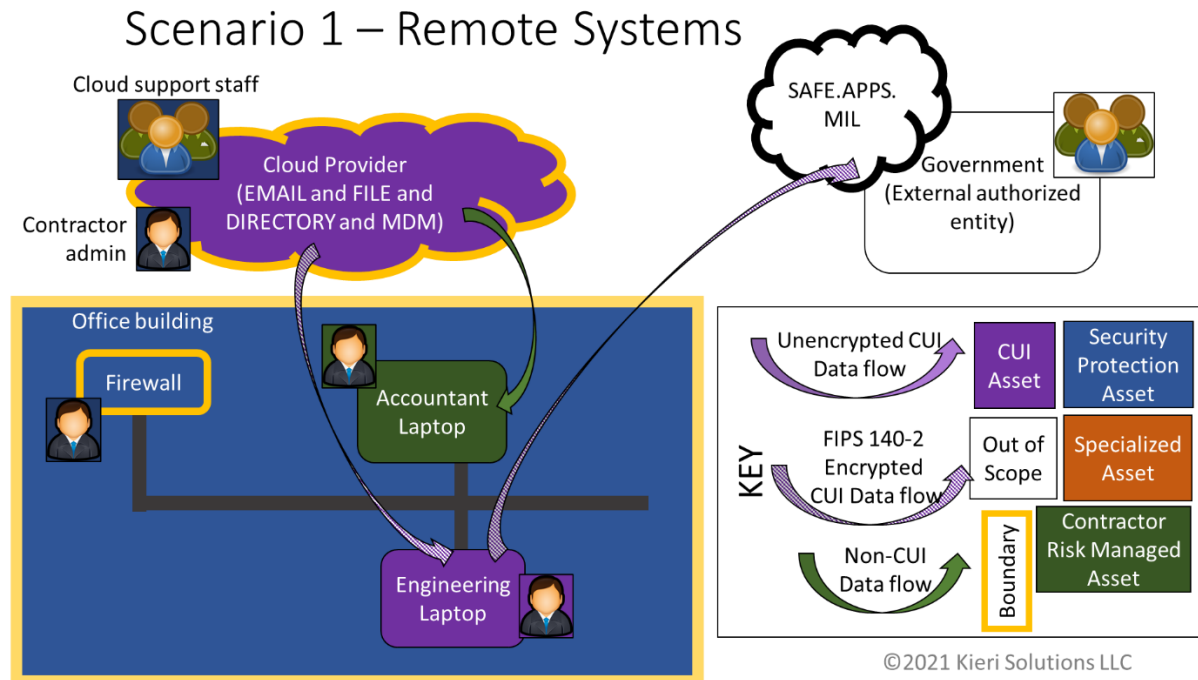 Scenario 1 – Remote Systems
Cloud support staff
Cloud Provider
(EMAIL and FILE and
DIRECTORY and MDM)
Contractor
admin
SAFE.APPS.
MIL
Government
(External authorized
entity)
Office building
Firewall
Accountant
Laptop
Engineering
Laptop
KEY
Unencrypted CUI
Data flow
CUI
Asset
Security
Protection
Asset
FIPS 140-2
Encrypted
CUI Data flow
Out of
Scope
Specialized
Asset
Non-CUI
Data flow
Boundary
Contractor
Risk Managed
Asset
©2021 Kieri Solutions LLC